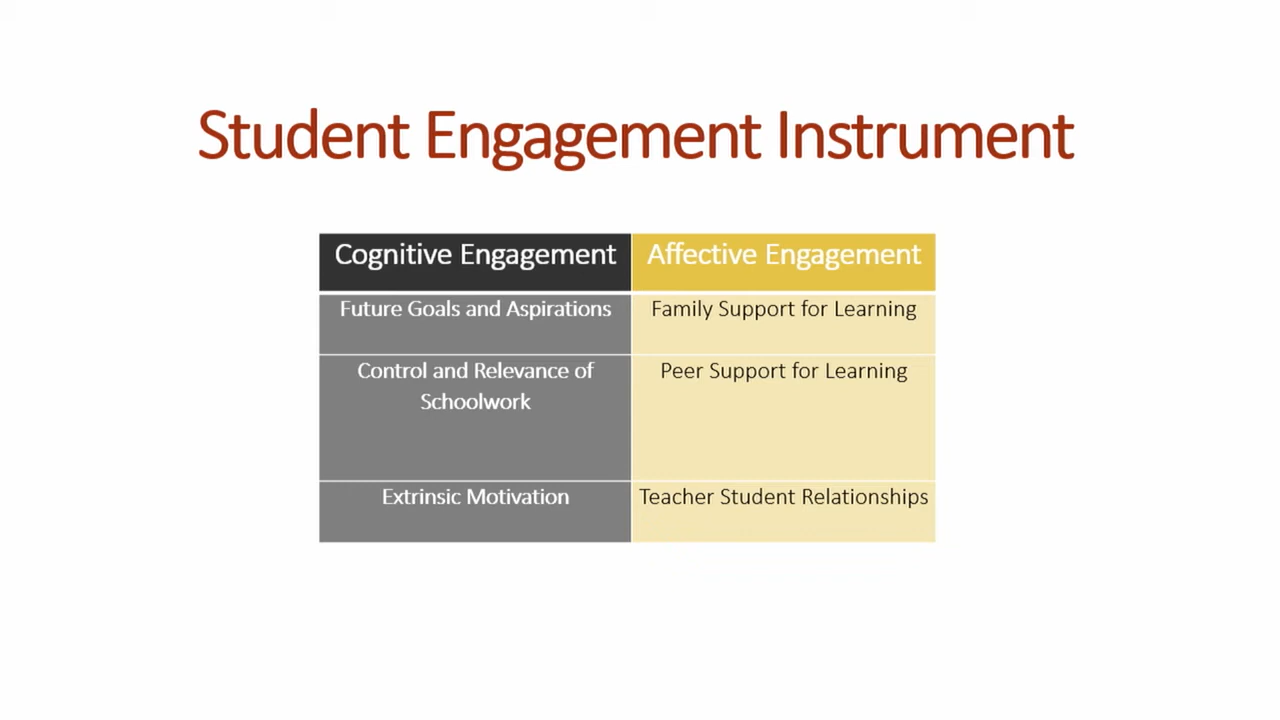 Student Engagement Instrument
Cognitive Engagement
Affective Engagement
Future Goals and Aspirations
Family Support for Learning
Control and Relevance of
Schoolwork
Peer Support for Learning
Extrinsic Motivation
Teacher Student Relationships